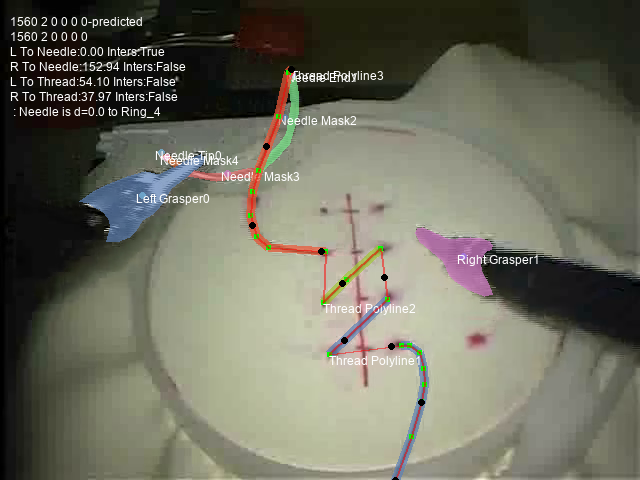 1560 2 0 0 0 0-predicted
1560 2 0 0 0 0
L To Needle:0.00 Inters:True
R To Needle:152.94 Inters:False
L To Thread:54.10 Inters:False
R To Thread:37.97 Inters:False
: Needle is d=0.0 to Ring_4
Thread Polyline3
Needle End1
Needle Mask2
Needle Tip0
Needle Mask4
Needle Mask3
Left Grasper0
Right Grasper1
Thread Polyline2
Thread Polyline1